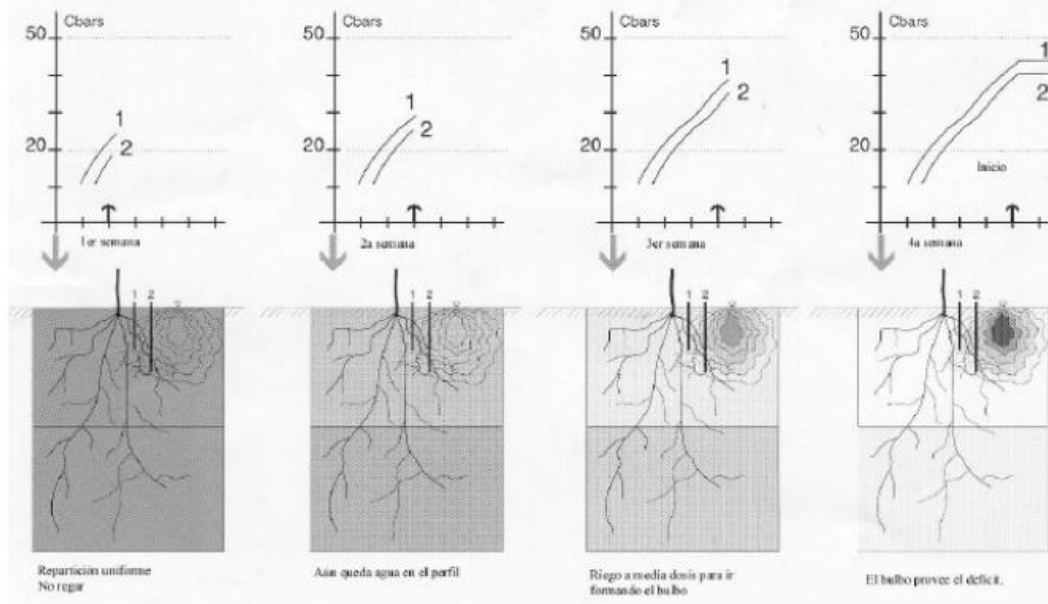 Cbars
50
20
1
2
1er semana
1
2
Repartición uniforme
No regar
Cbars
50
20
1
2
2a semana
1
2
Aún queda agua en el perfil
Cbars
50
20
1
2
3er semana
1
2
Riego a media dosis para ir
formando el bulbo
Cbars
50
20
1
2
Inicio
4a semana
1
2
El bulbo provee el deficit.